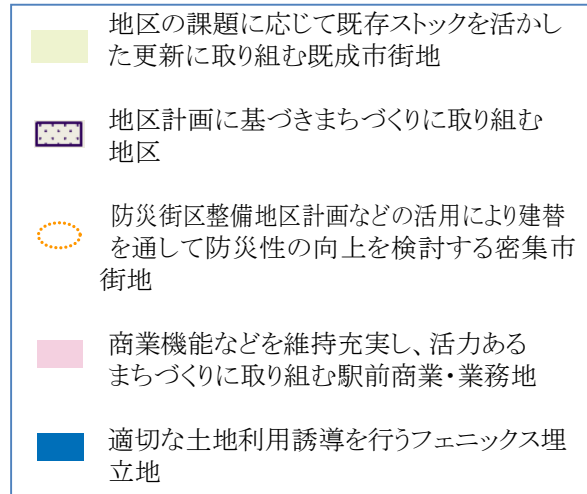 地区の課題に応じて既存ストックを活かし
た更新に取り組む既成市街地
地区計画に基づきまちづくりに取り組む
地区
防災街区整備地区計画などの活用により建替
を通して防災性の向上を検討する密集市
街地
商業機能などを維持充実し、活力ある
まちづくりに取り組む駅前商業・業務地
適切な土地利用誘導を行うフェニックス埋
立地